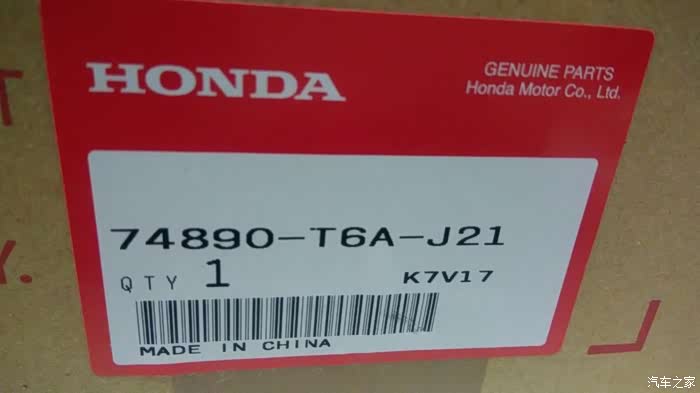 HONDA
GENUINE PARTS
Honda Motor Co., Ltd.
74890-T6A-J21
QTY 1
K7V17
MADE IN CHINA
T
Y.
汽车之家